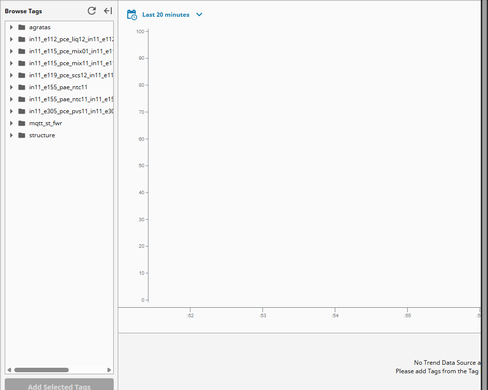 Browse Tags
Last 20 minutes
agratas
in11_e112_pce_liq12_in11_e112
in11_e115_pce_mix01_in11_e1
in11_e115_pce_mix11_in11_e1
in11_e119_pce_scs12_in11_e11
in11_e155_pae_ntc11
in11_e155_pae_ntc11_in11_e15
in11_e305_pce_pvs11_in11_e30
mqtt_st_fwr
structure
Add Selected Tags
100
90
80
70
60
50
40
30
20
10
0
:52
:53
:54
:55
No Trend Data Source a
Please add Tags from the Tag